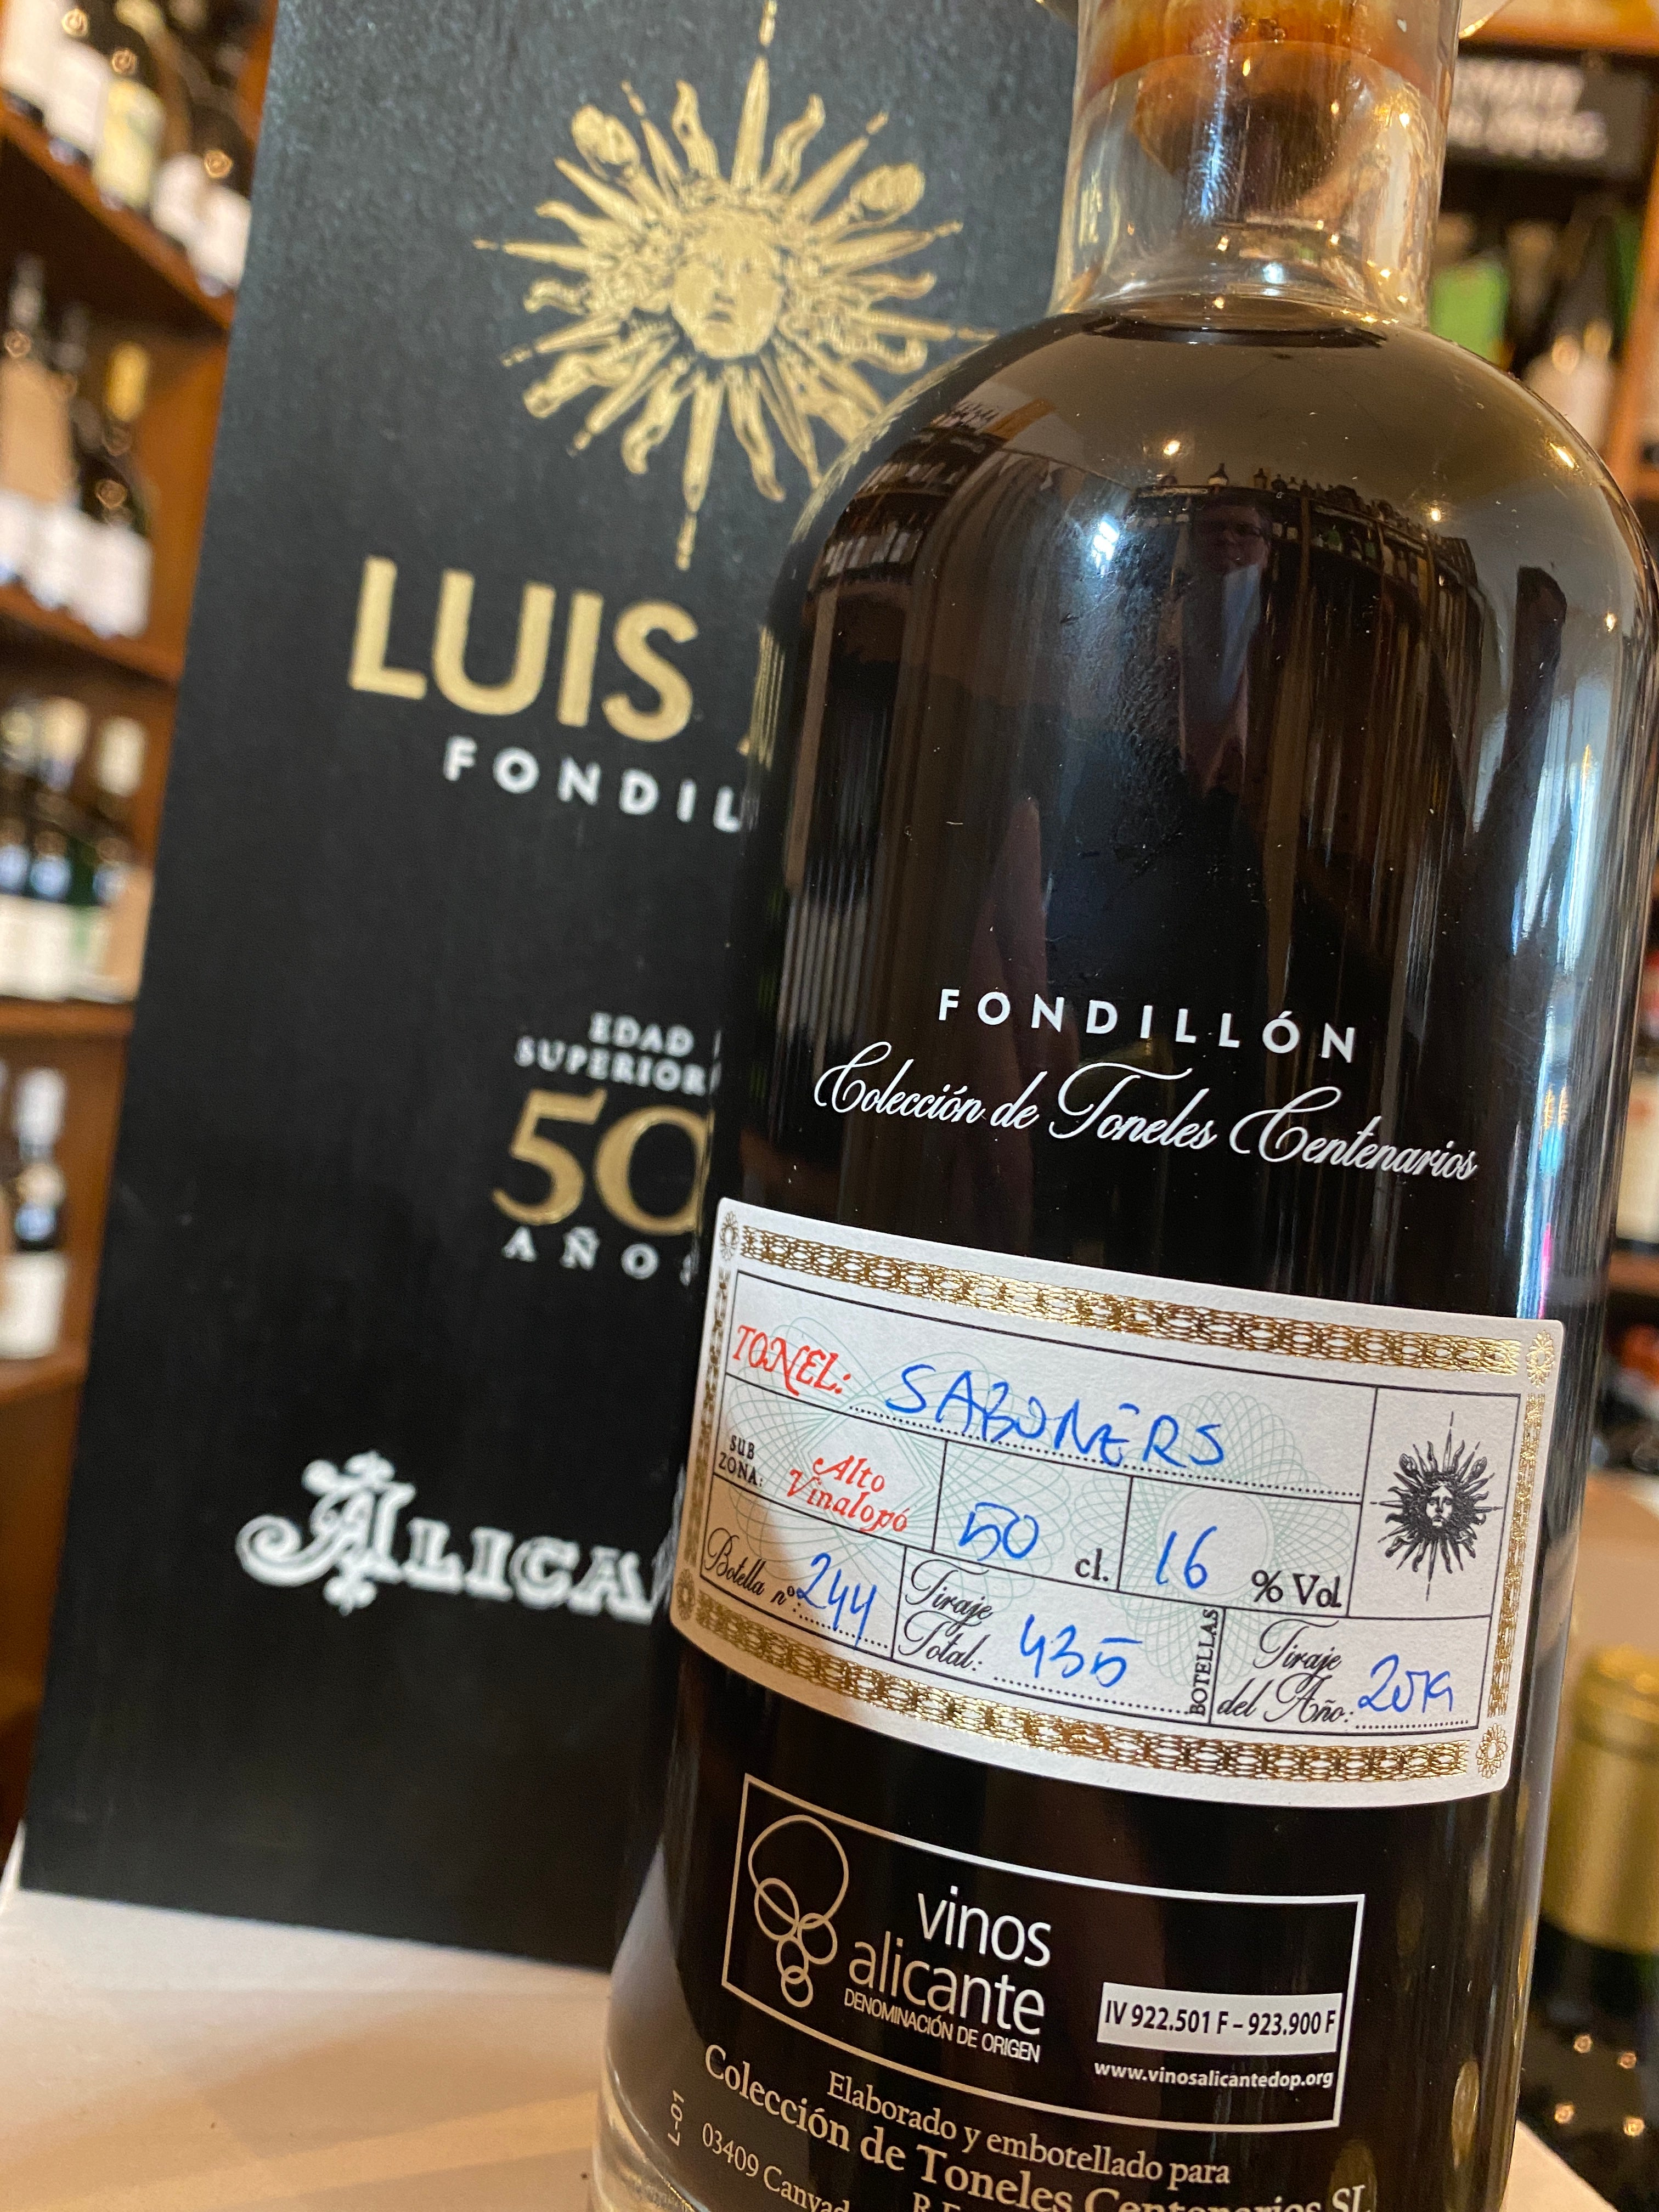 LUIS
FONDIL
EDAD
SUPERIOR
50
AÑOS
ALICA
FONDILLÓN
Colección de Toneles Centenarios
TONEL: SABONERS
SUB ZONA: Alto Vinalopó
50 cl.
16 % Vol.
Botella nº: 244
Tiraje Total: 435 BOTELLAS
Tiraje del Año: 2019
vinos
alicante
DENOMINACIÓN DE ORIGEN
IV 922.501 F – 923.900 F
www.vinosalicantedop.org
L-01
Elaborado y embotellado para
Colección de Toneles Centenarios SL
03409 Canyad